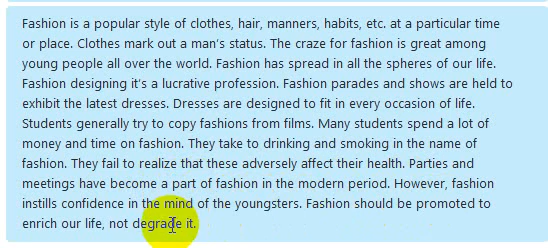 Fashion is a popular style of clothes, hair, manners, habits, etc. at a particular time
or place. Clothes mark out a man's status. The craze for fashion is great among
young people all over the world. Fashion has spread in all the spheres of our life.
Fashion designing it's a lucrative profession. Fashion parades and shows are held to
exhibit the latest dresses. Dresses are designed to fit in every occasion of life.
Students generally try to copy fashions from films. Many students spend a lot of
money and time on fashion. They take to drinking and smoking in the name of
fashion. They fail to realize that these adversely affect their health. Parties and
meetings have become a part of fashion in the modern period. However, fashion
instills confidence in the mind of the youngsters. Fashion should be promoted to
enrich our life, not degrade it.